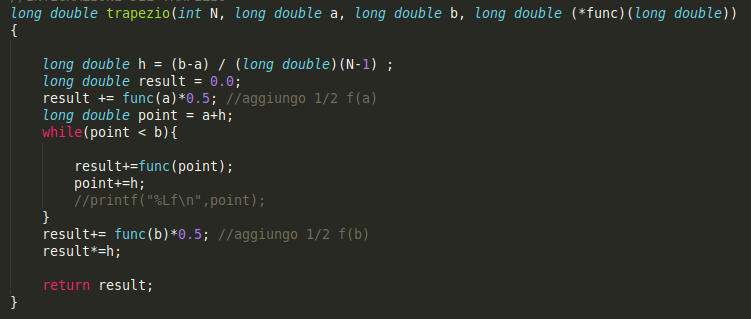 long double trapezio(int N, long double a, long double b, long double (*func)(long double))
{
long double h = (b-a) / (long double)(N-1) ;
long double result = 0.0;
result += func(a)*0.5; //aggiungo 1/2 f(a)
long double point = a+h;
while(point < b){
result+=func(point);
point+=h;
//printf("%Lf\n",point);
}
result+= func(b)*0.5; //aggiungo 1/2 f(b)
result*=h;
return result;
}